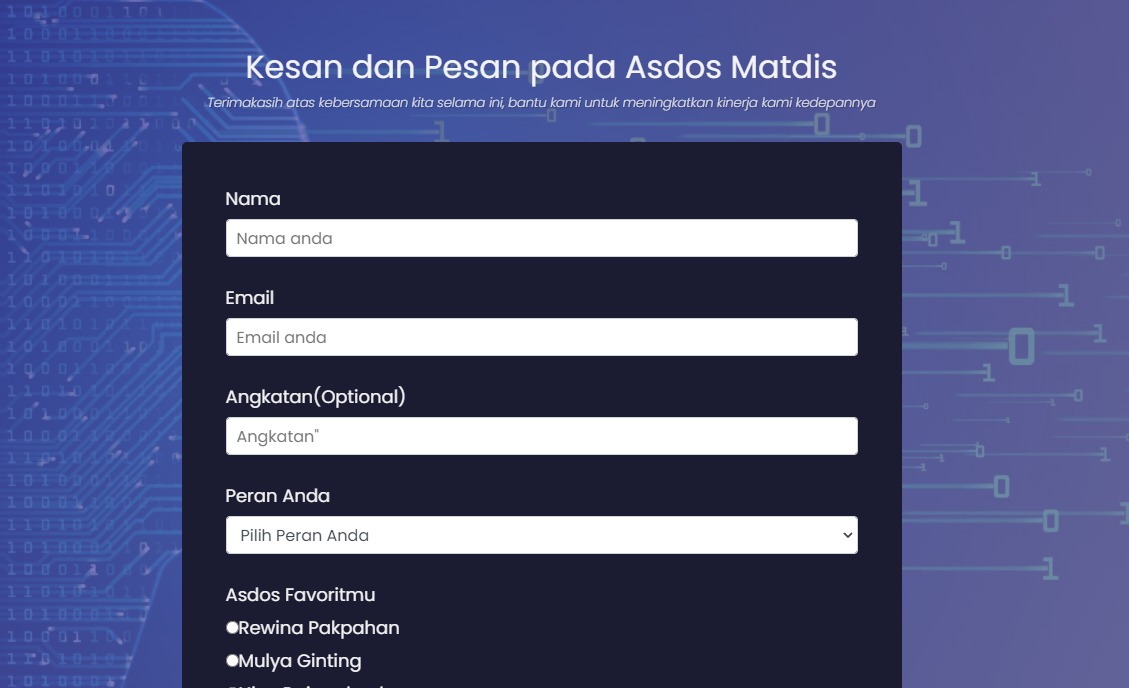 Kesan dan Pesan pada Asdos Matdis
Terimakasih atas kebersamaan kita selama ini, bantu kami untuk meningkatkan kinerja kami kedepannya
Nama
Nama anda
Email
Email anda
Angkatan(Optional)
Angkatan"
Peran Anda
Pilih Peran Anda
Asdos Favoritmu
Rewina Pakpahan
Mulya Ginting